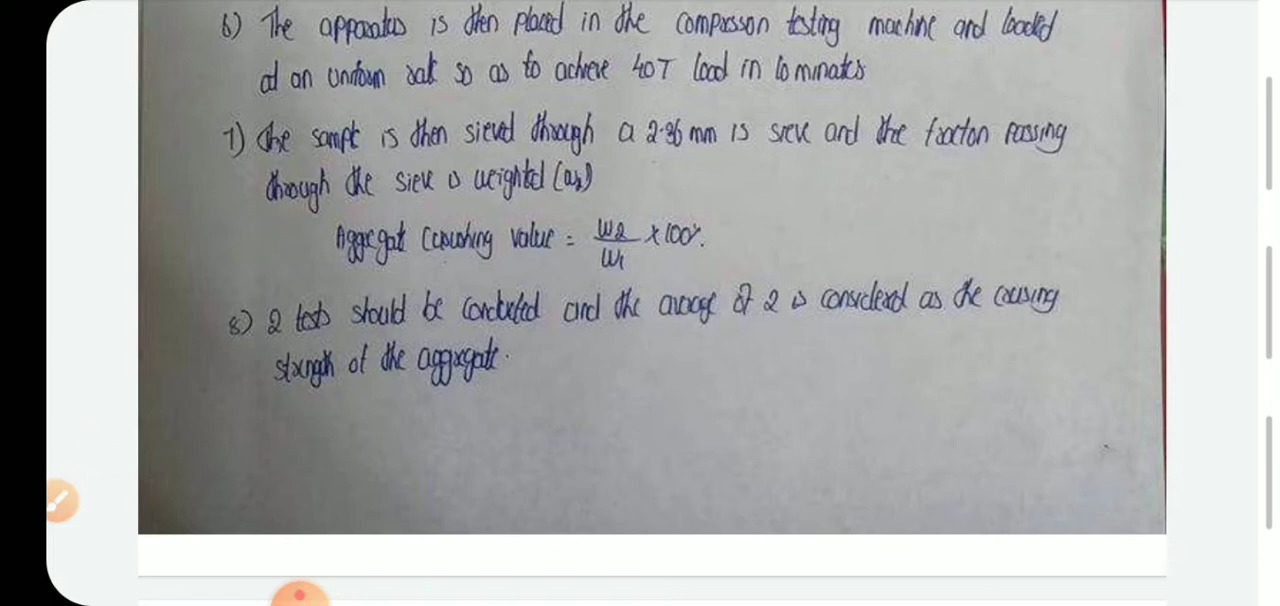 6) The apparatus is then placed in the compression testing machine and loaded
at an uniform rate so as to achieve 40T load in 10 minutes
7) The sample is then sieved through a 2.36 mm IS sieve and the fraction passing
through the sieve is weighted (W2)
Aggregate Crushing value = W2/W1 × 100%.
8) 2 tests should be conducted and the average of 2 is considered as the crusing
strength of the aggregate.